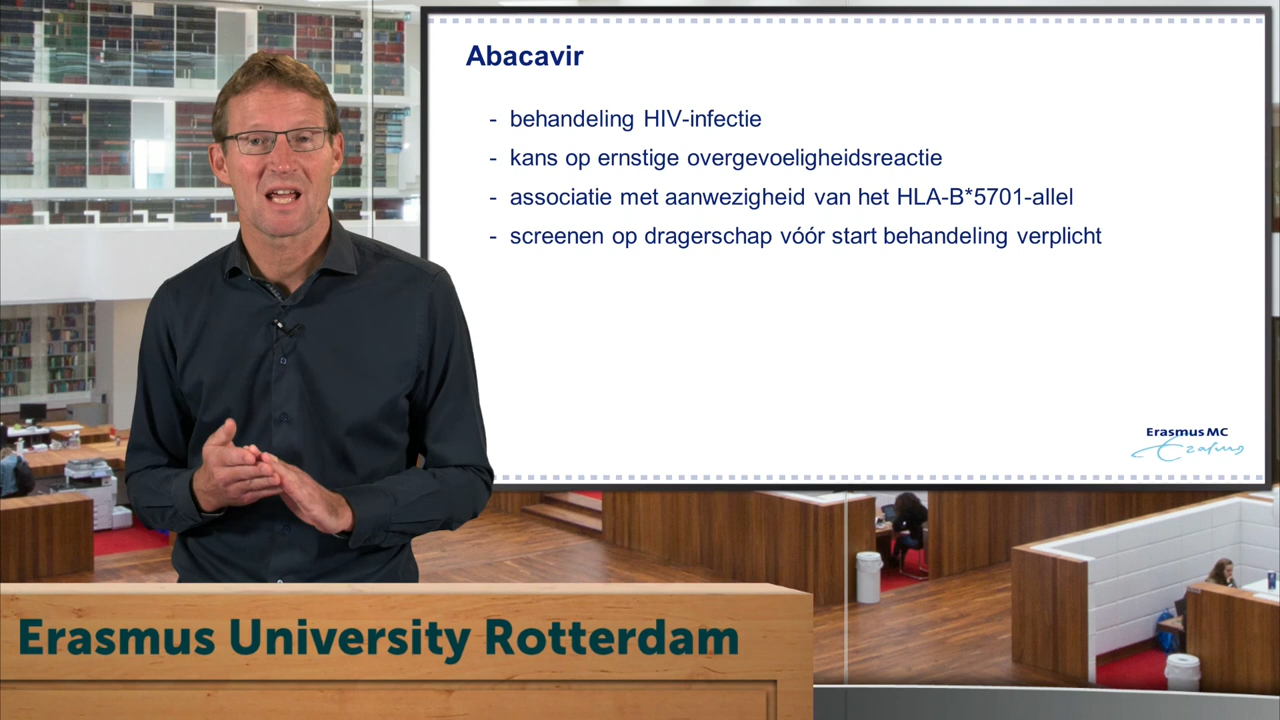 Abacavir
- behandeling HIV-infectie
- kans op ernstige overgevoeligheidsreactie
- associatie met aanwezigheid van het HLA-B*5701-allel
- screenen op dragerschap vóór start behandeling verplicht
Erasmus MC
Erasmus
Erasmus University Rotterdam